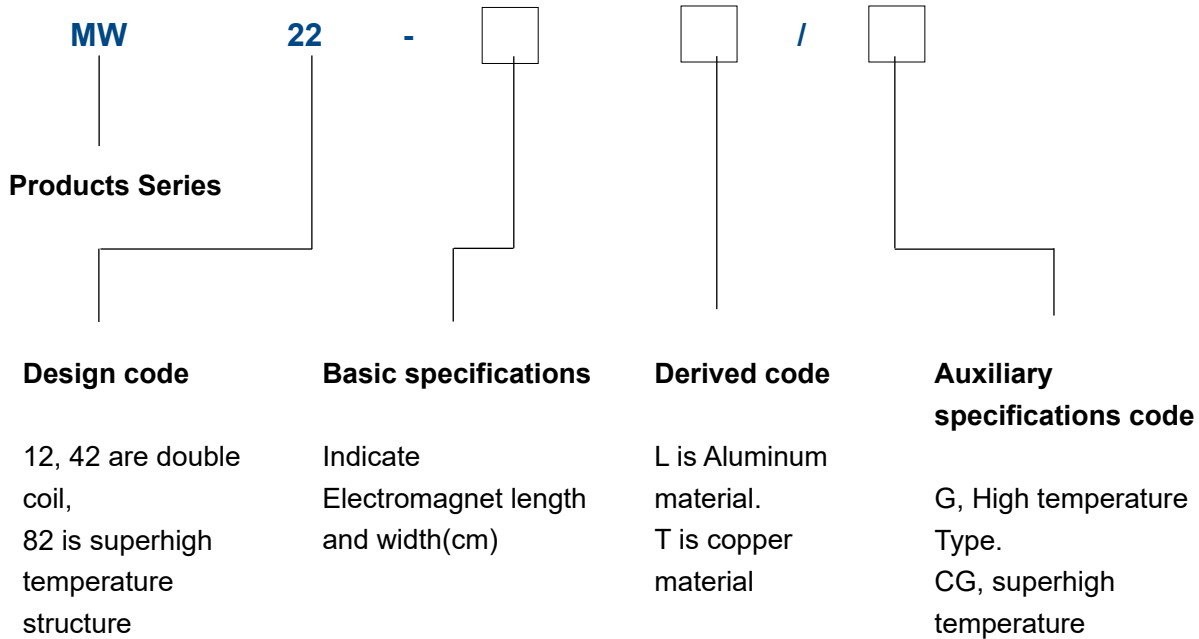 MW 22 - /
Products Series
Design code
12, 42 are double
coil,
82 is superhigh
temperature
structure
Basic specifications
Indicate
Electromagnet length
and width(cm)
Derived code
L is Aluminum
material.
T is copper
material
Auxiliary
specifications code
G, High temperature
Type.
CG, superhigh
temperature